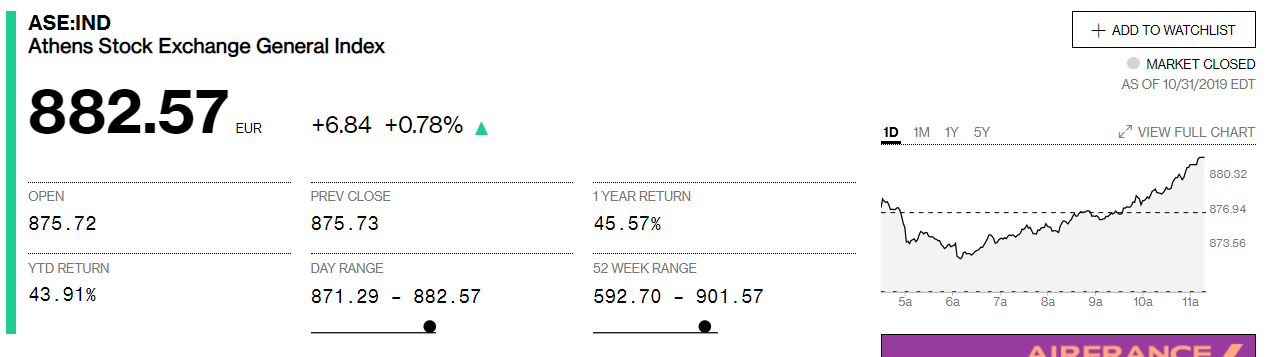 ASE:IND
Athens Stock Exchange General Index
882.57 EUR +6.84 +0.78%
OPEN
875.72
PREV CLOSE
875.73
1 YEAR RETURN
45.57%
YTD RETURN
43.91%
DAY RANGE
871.29 - 882.57
52 WEEK RANGE
592.70 - 901.57
+ ADD TO WATCHLIST
MARKET CLOSED
AS OF 10/31/2019 EDT
1D 1M 1Y 5Y VIEW FULL CHART
880.32
876.94
873.56
5a 6a 7a 8a 9a 10a 11a
AIRFRANCE